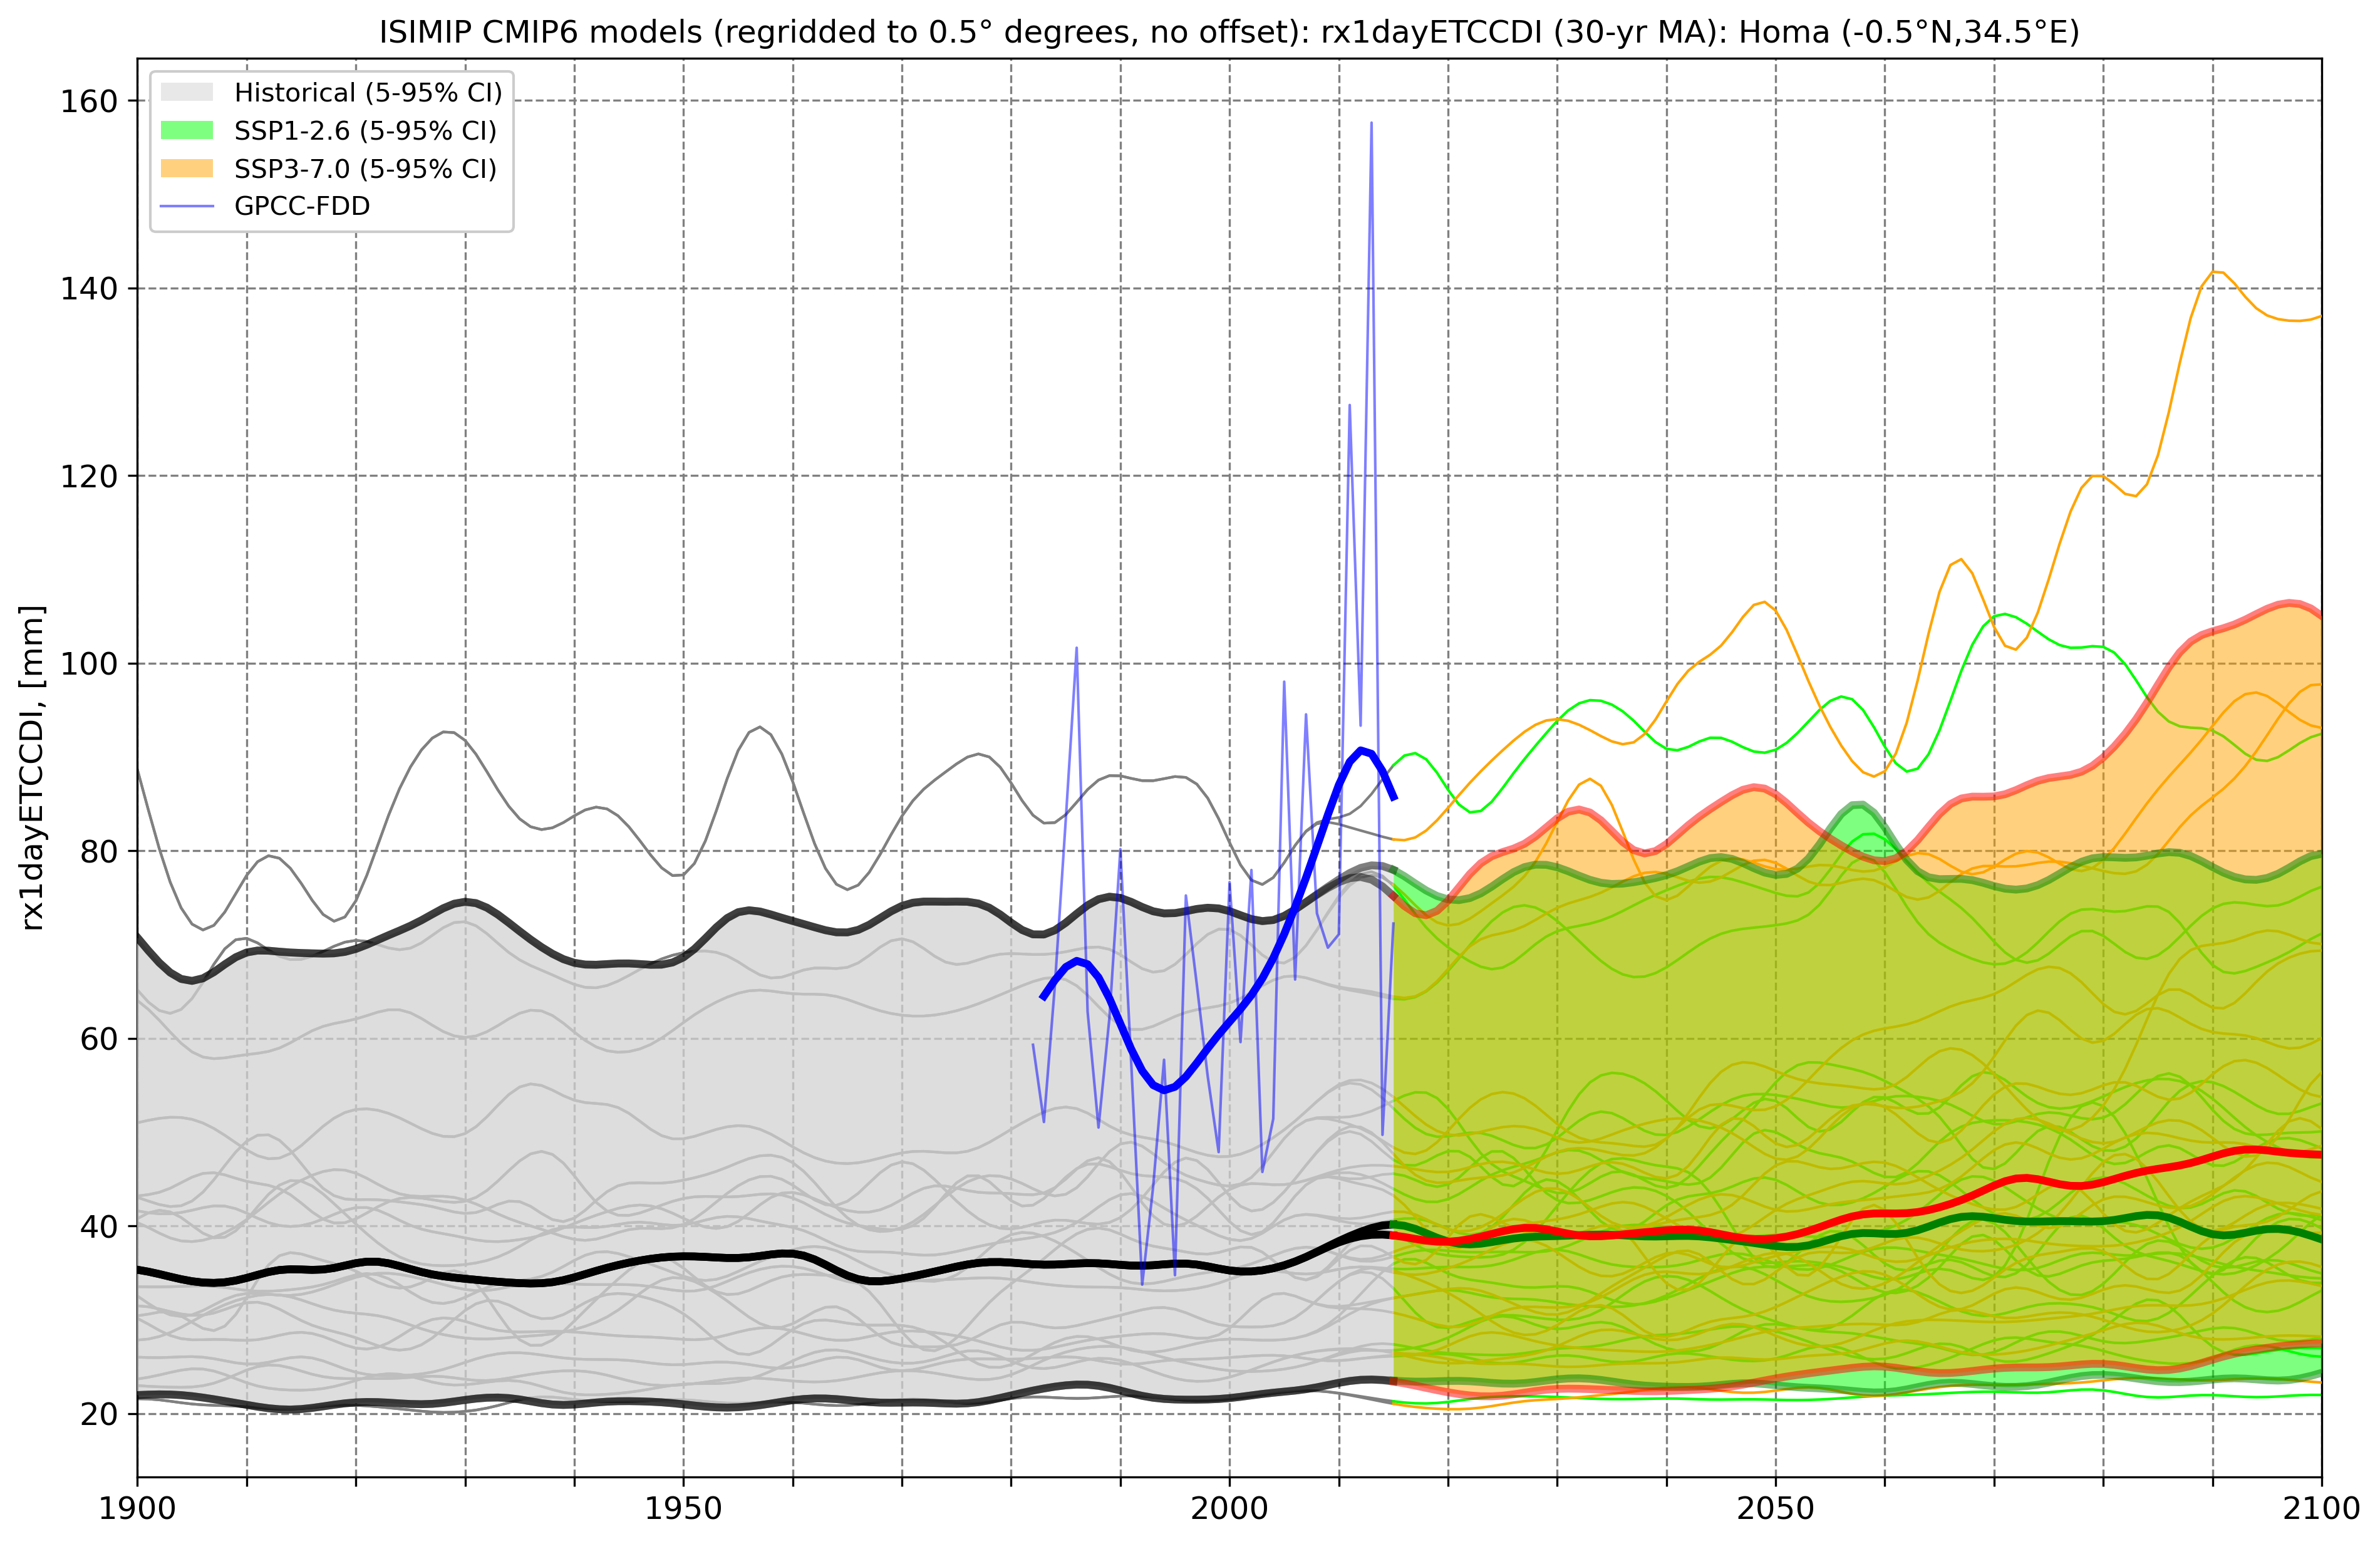 ISIMIP CMIP6 models (regridded to 0.5° degrees, no offset): rx1dayETCCDI (30-yr MA): Homa (-0.5°N,34.5°E)
Historical (5-95% CI)
SSP1-2.6 (5-95% CI)
SSP3-7.0 (5-95% CI)
GPCC-FDD
rx1dayETCCDI, [mm]
160
140
120
100
80
60
40
20
1900
1950
2000
2050
2100